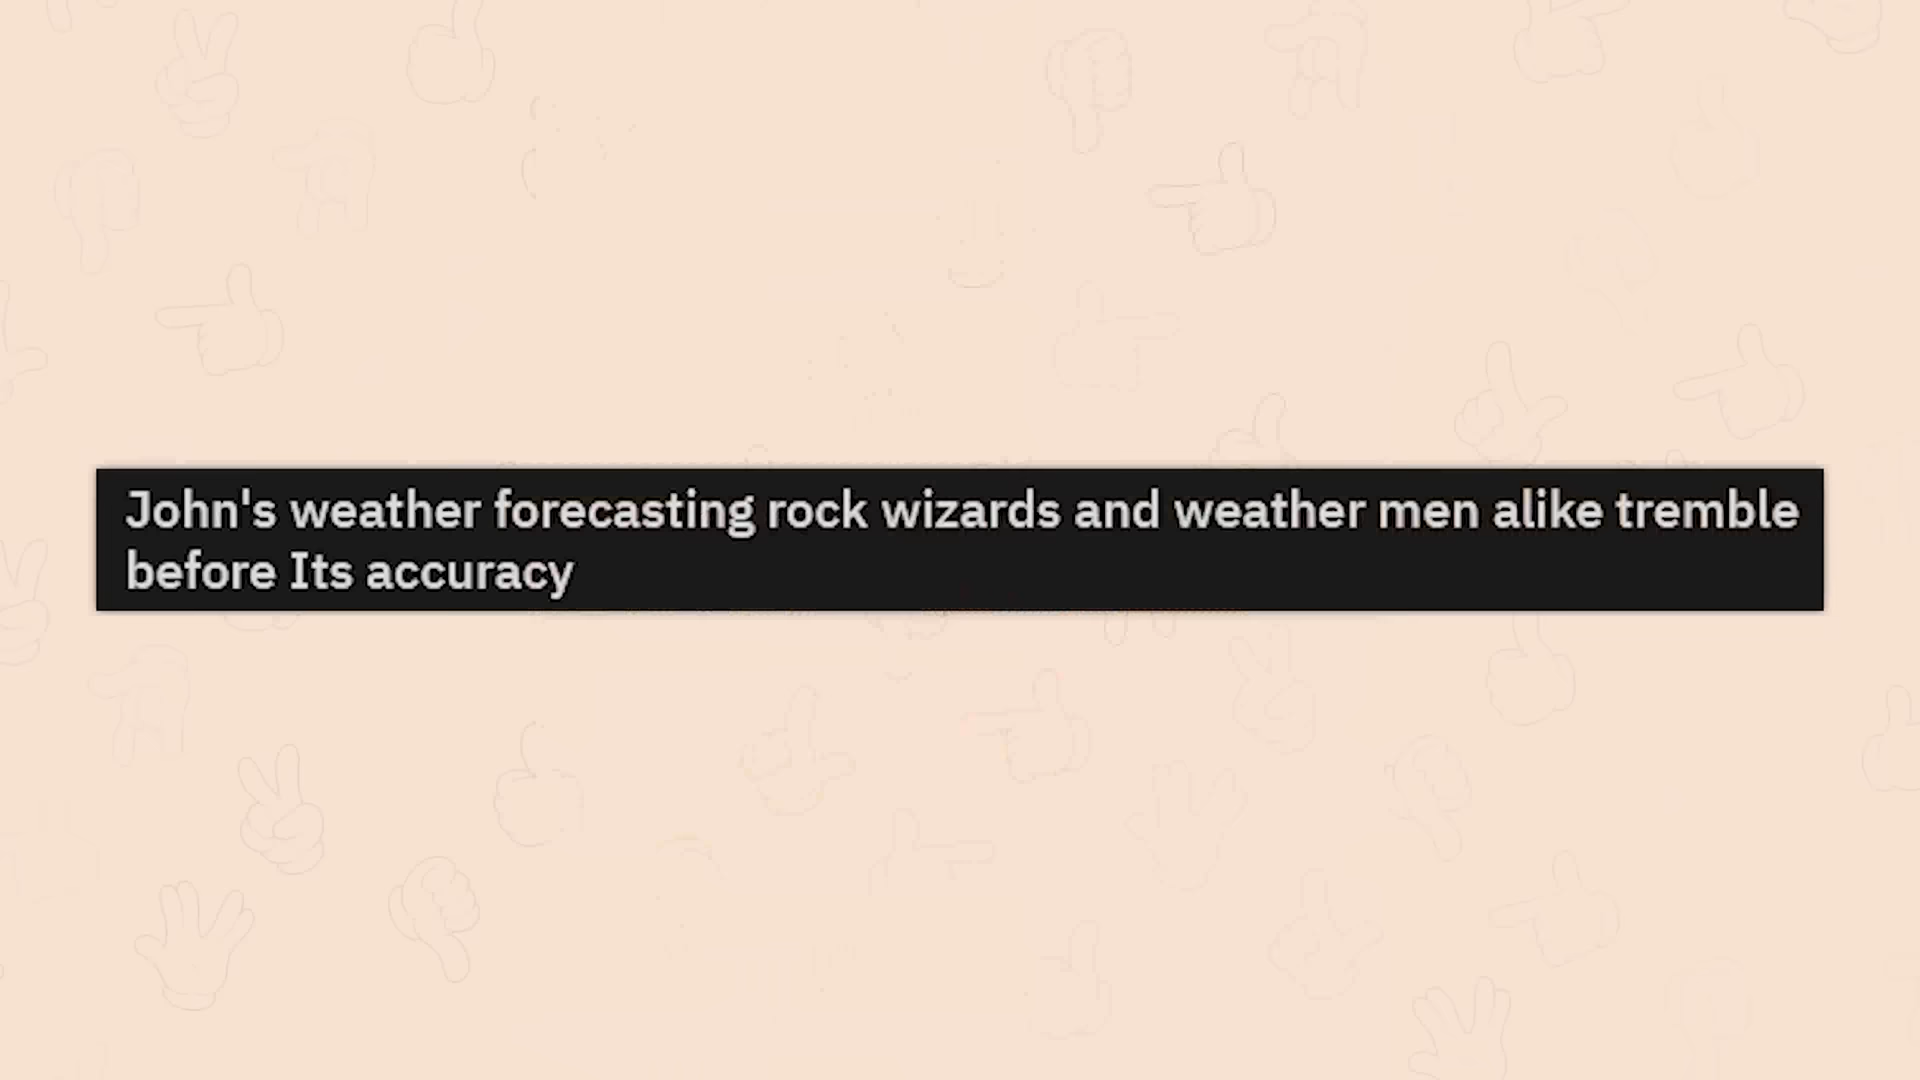 John's weather forecasting rock wizards and weather men alike tremble
before Its accuracy